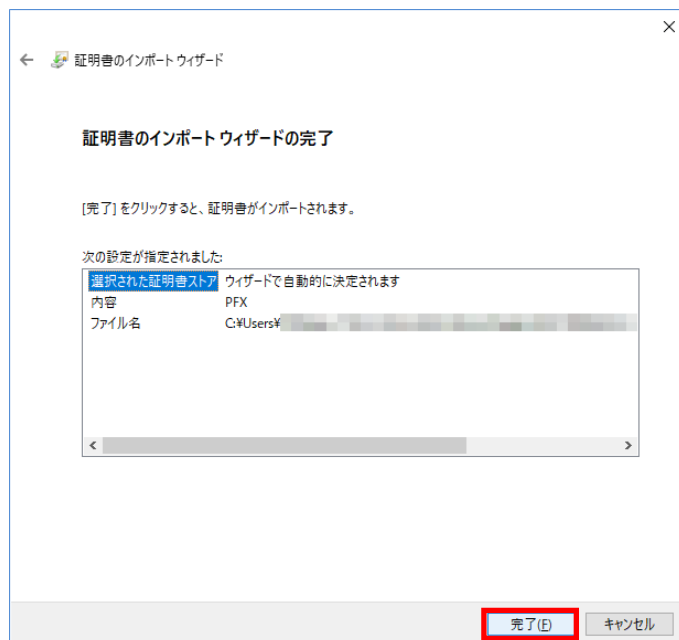 証明書のインポート ウィザード
証明書のインポート ウィザードの完了
[完了] をクリックすると、証明書がインポートされます。
次の設定が指定されました:
選択された証明書ストア ウィザードで自動的に決定されます
内容 PFX
ファイル名 C:¥Users¥
完了(F) キャンセル